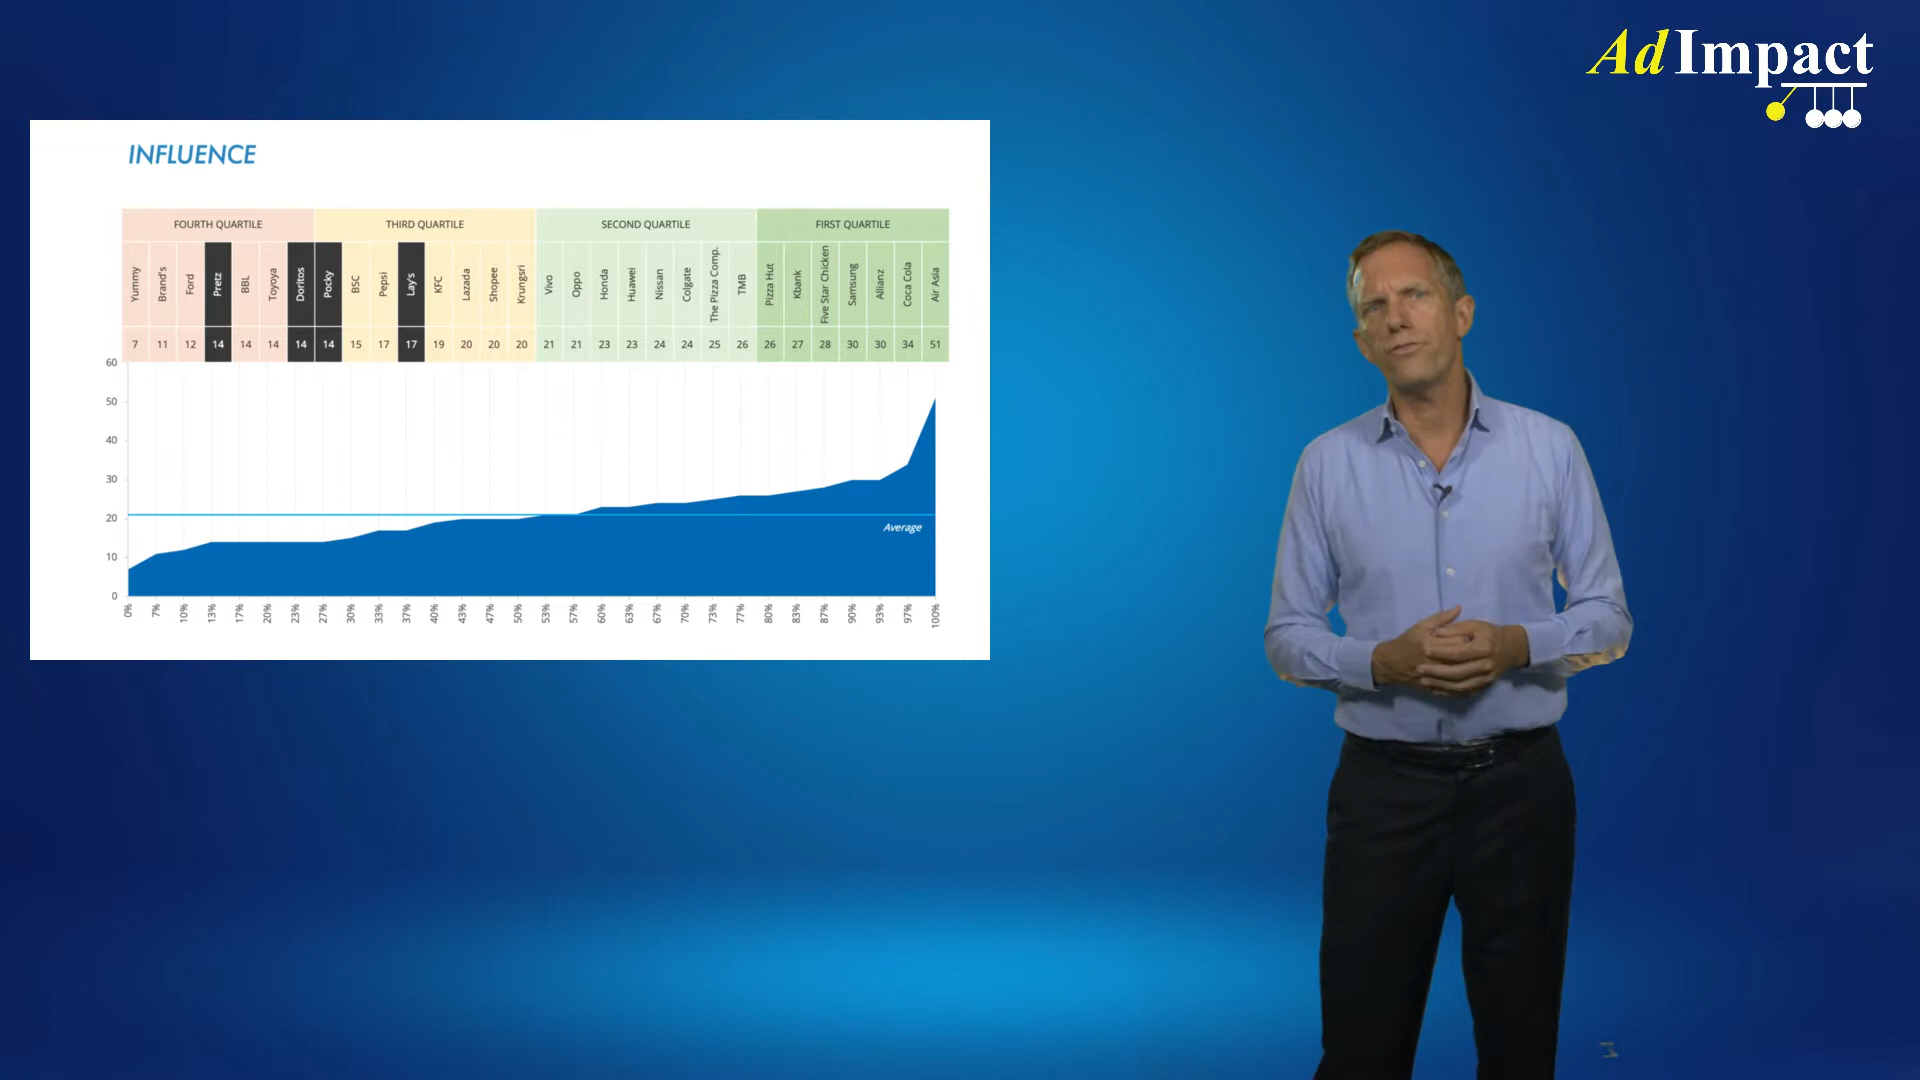 Ad Impact
INFLUENCE
FOURTH QUARTILE THIRD QUARTILE SECOND QUARTILE FIRST QUARTILE
Yummy Brand's Ford Pretz BBL Toyoya Doritos Pocky BSC Pepsi Lay's KFC Lazada Shopee Krungsri Vivo Oppo Honda Huawei Nissan Colgate The Pizza Comp. TMB Pizza Hut Kbank Five Star Chicken Samsung Allianz Coca Cola Air Asia
7 11 12 14 14 14 14 14 15 17 17 19 20 20 20 21 21 23 23 24 24 25 26 26 27 28 30 30 34 51
60
50
40
30
20
Average
10
0
0% 7% 10% 13% 17% 20% 23% 27% 30% 33% 37% 40% 43% 47% 50% 53% 57% 60% 63% 67% 70% 73% 77% 80% 83% 87% 90% 93% 97% 100%